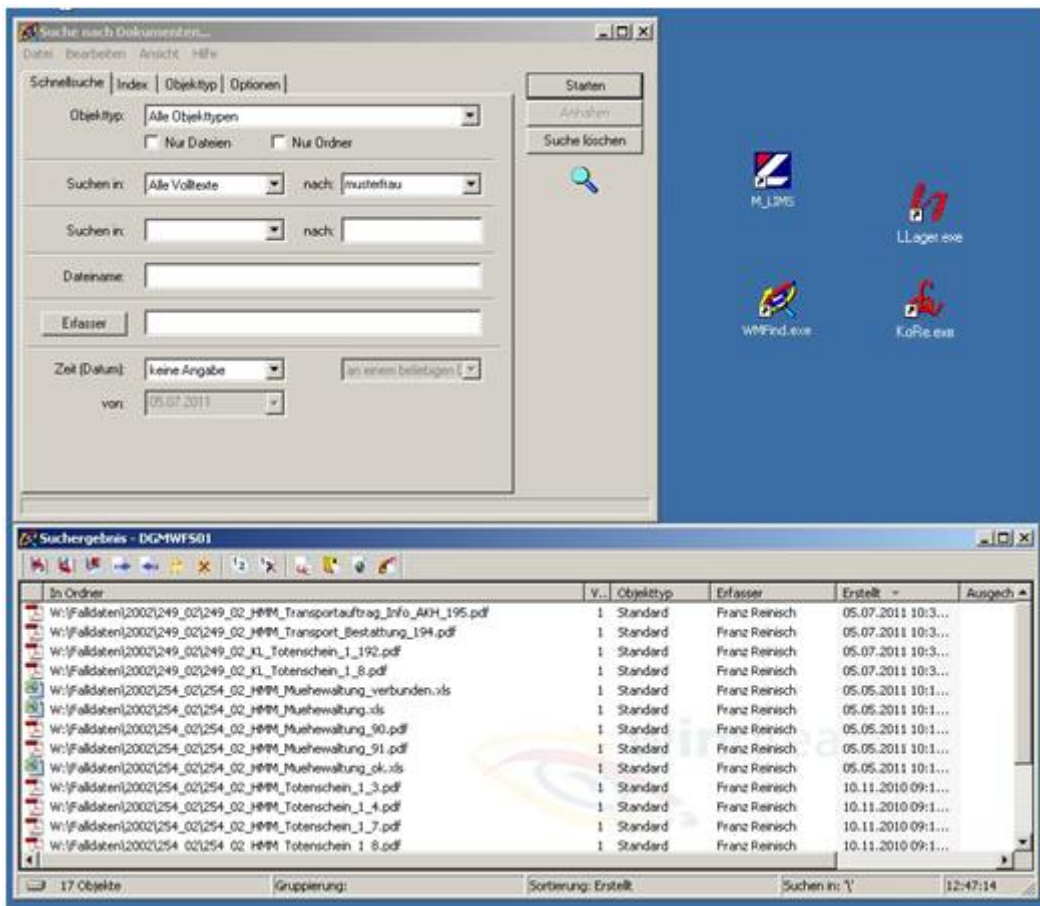 Suche nach Dokumenten...
Datei Bearbeiten Ansicht Hilfe
Schnellsuche Index Objekttyp Optionen
Starten
Objekttyp: Alle Objekttypen
Anhalten
Nur Dateien Nur Ordner
Suche löschen
Suchen in: Alle Volltexte nach: musterfrau
Suchen in: nach:
Dateiname:
Erfasser
Zeit (Datum): keine Angabe an einem beliebigen
von: 05.07.2011
M_LIMS
LLager.exe
WMFind.exe
KoRe.exe
Suchergebnis - DGMWFS01
In Ordner V... Objekttyp Erfasser Erstellt Ausgech
W:\Falldaten\2002\249_02\249_02_HMM_Transportauftrag_Info_AKH_195.pdf 1 Standard Franz Reinisch 05.07.2011 10:3...
W:\Falldaten\2002\249_02\249_02_HMM_Transport_Bestattung_194.pdf 1 Standard Franz Reinisch 05.07.2011 10:3...
W:\Falldaten\2002\249_02\249_02_KL_Totenschein_1_192.pdf 1 Standard Franz Reinisch 05.07.2011 10:3...
W:\Falldaten\2002\249_02\249_02_KL_Totenschein_1_8.pdf 1 Standard Franz Reinisch 05.07.2011 10:3...
W:\Falldaten\2002\254_02\254_02_HMM_Muehewaltung_verbunden.xls 1 Standard Franz Reinisch 05.05.2011 10:1...
W:\Falldaten\2002\254_02\254_02_HMM_Muehewaltung.xls 1 Standard Franz Reinisch 05.05.2011 10:1...
W:\Falldaten\2002\254_02\254_02_HMM_Muehewaltung_90.pdf 1 Standard Franz Reinisch 05.05.2011 10:1...
W:\Falldaten\2002\254_02\254_02_HMM_Muehewaltung_91.pdf 1 Standard Franz Reinisch 05.05.2011 10:1...
W:\Falldaten\2002\254_02\254_02_HMM_Muehewaltung_ok.xls 1 Standard Franz Reinisch 05.05.2011 10:1...
W:\Falldaten\2002\254_02\254_02_HMM_Totenschein_1_3.pdf 1 Standard Franz Reinisch 10.11.2010 09:1...
W:\Falldaten\2002\254_02\254_02_HMM_Totenschein_1_4.pdf 1 Standard Franz Reinisch 10.11.2010 09:1...
W:\Falldaten\2002\254_02\254_02_HMM_Totenschein_1_7.pdf 1 Standard Franz Reinisch 10.11.2010 09:1...
W:\Falldaten\2002\254_02\254_02_HMM_Totenschein_1_8.pdf 1 Standard Franz Reinisch 10.11.2010 09:1...
17 Objekte Gruppierung: Sortierung: Erstellt Suchen in: '\' 12:47:14